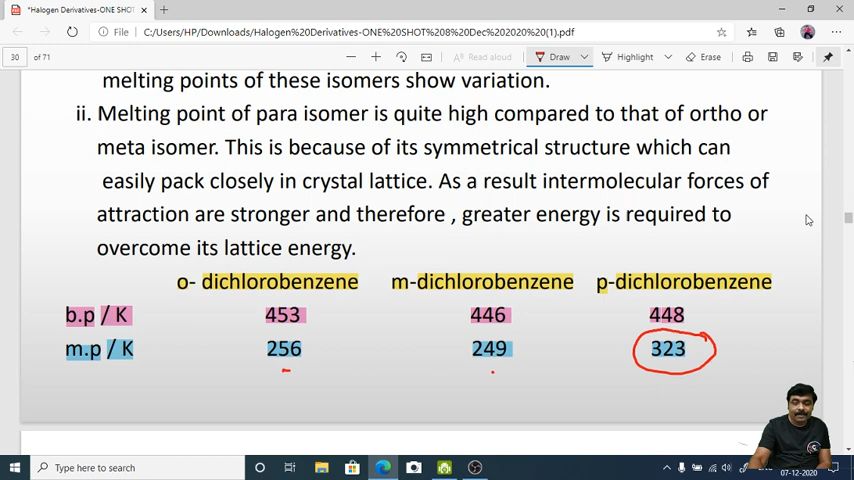 *Halogen Derivatives-ONE SHOT
File
C:/Users/HP/Downloads/Halogen%20Derivatives-ONE%20SHOT%208%20Dec%202020%20(1).pdf
30 of 71
Read aloud
Draw
Highlight
Erase
melting points of these isomers show variation.
ii. Melting point of para isomer is quite high compared to that of ortho or
meta isomer. This is because of its symmetrical structure which can
easily pack closely in crystal lattice. As a result intermolecular forces of
attraction are stronger and therefore , greater energy is required to
overcome its lattice energy.
o- dichlorobenzene m-dichlorobenzene p-dichlorobenzene
b.p / K 453 446 448
m.p / K 256 249 323
Type here to search
07-12-2020